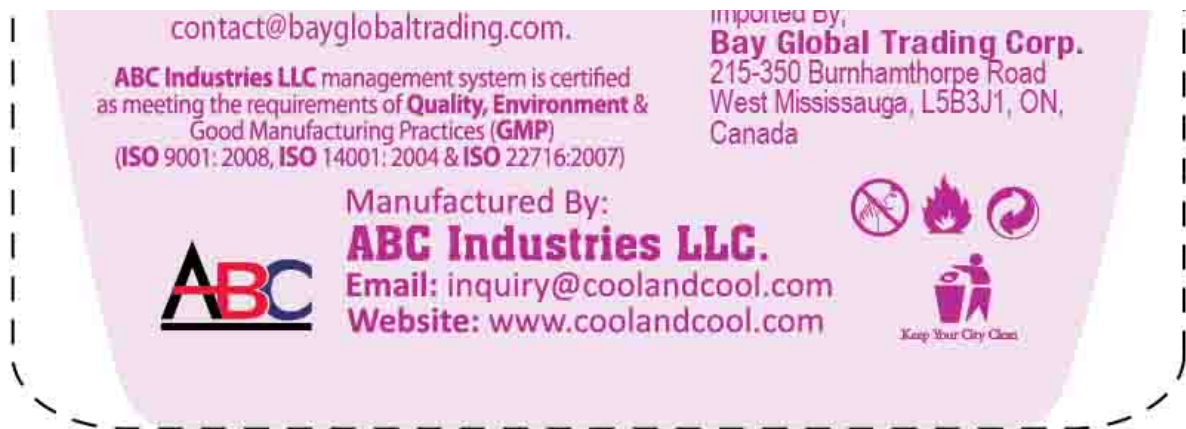 contact@bayglobaltrading.com.
ABC Industries LLC management system is certified
as meeting the requirements of Quality, Environment &
Good Manufacturing Practices (GMP)
(ISO 9001: 2008, ISO 14001: 2004 & ISO 22716:2007)
Imported By,
Bay Global Trading Corp.
215-350 Burnhamthorpe Road
West Mississauga, L5B3J1, ON,
Canada
Manufactured By:
ABC Industries LLC.
Email: inquiry@coolandcool.com
Website: www.coolandcool.com
ABC
Keep Your City Clean